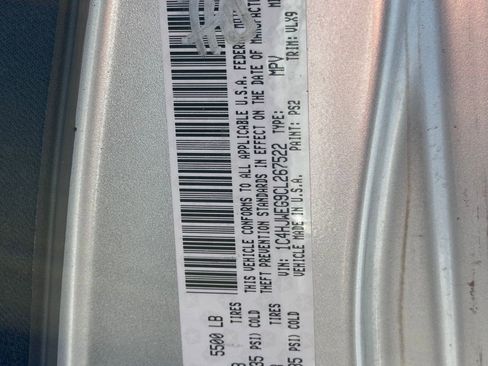 5500 LB
THIS VEHICLE CONFORMS TO ALL APPLICABLE U.S.A. FEDERAL
THEFT PREVENTION STANDARDS IN EFFECT ON THE DATE OF
VIN: 1C4HJWEG9CL267522 TYPE: MPV
VEHICLE MADE IN U.S.A. PAINT: PS2 TRIM: VLX9
TIRES
PSI) COLD
TIRES
PSI) COLD